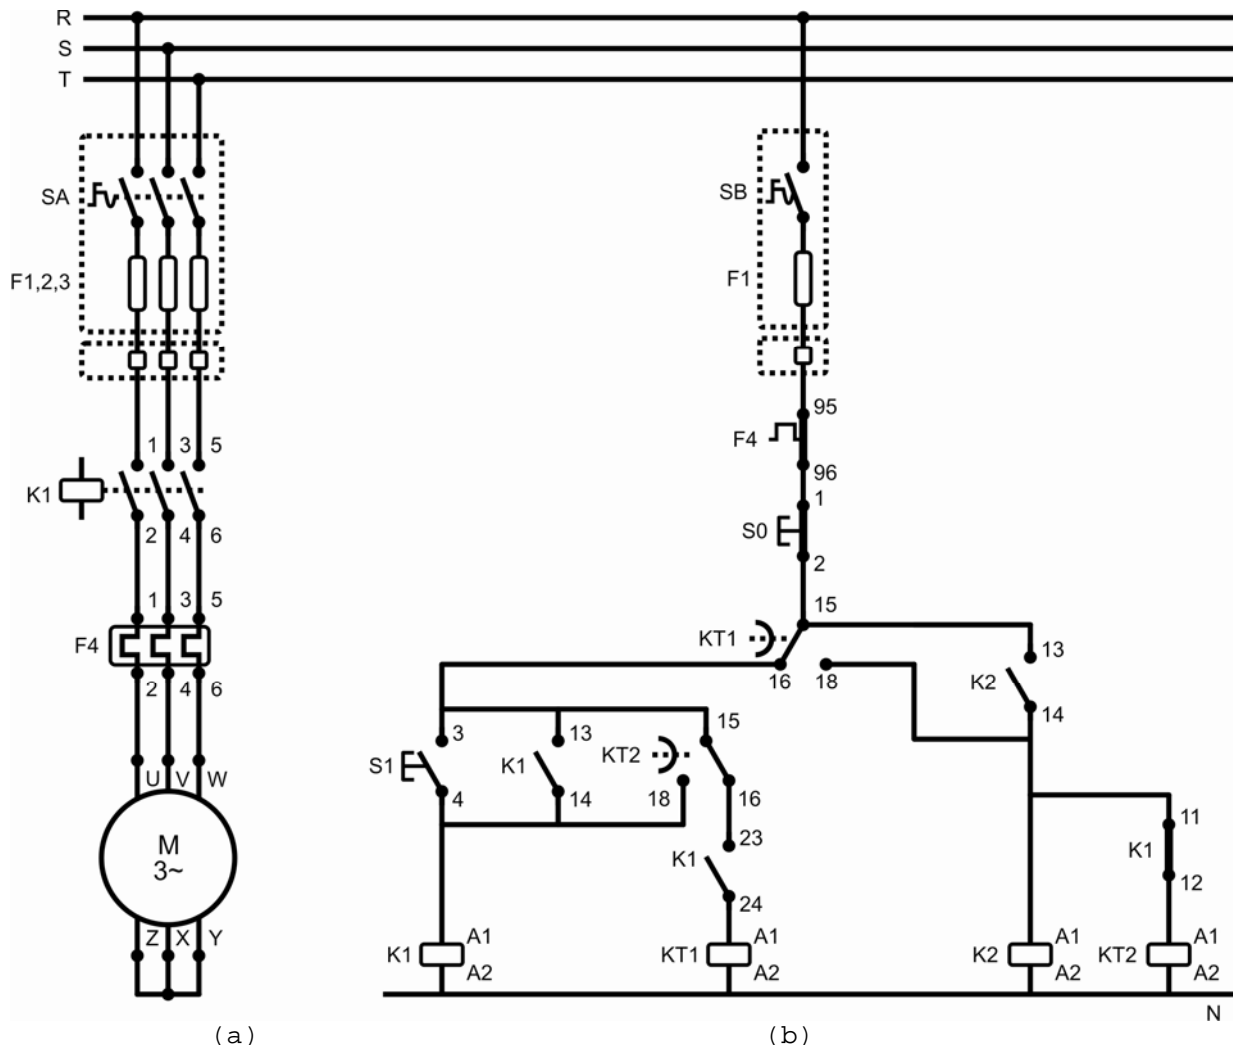 R
S
T
SA
SB
F1,2,3
F1
95
F4
96
1 3 5
K1
2 4 6
1
S0
2
1 3 5
F4
2 4 6
15
KT1
16 18
13
K2
14
3
S1
4
13
K1
14
15
KT2
18 16
23
K1
24
11
K1
12
U V W
M
3~
Z X Y
K1 A1
A2
KT1 A1
A2
K2 A1
A2
KT2 A1
A2
N
(a)
(b)